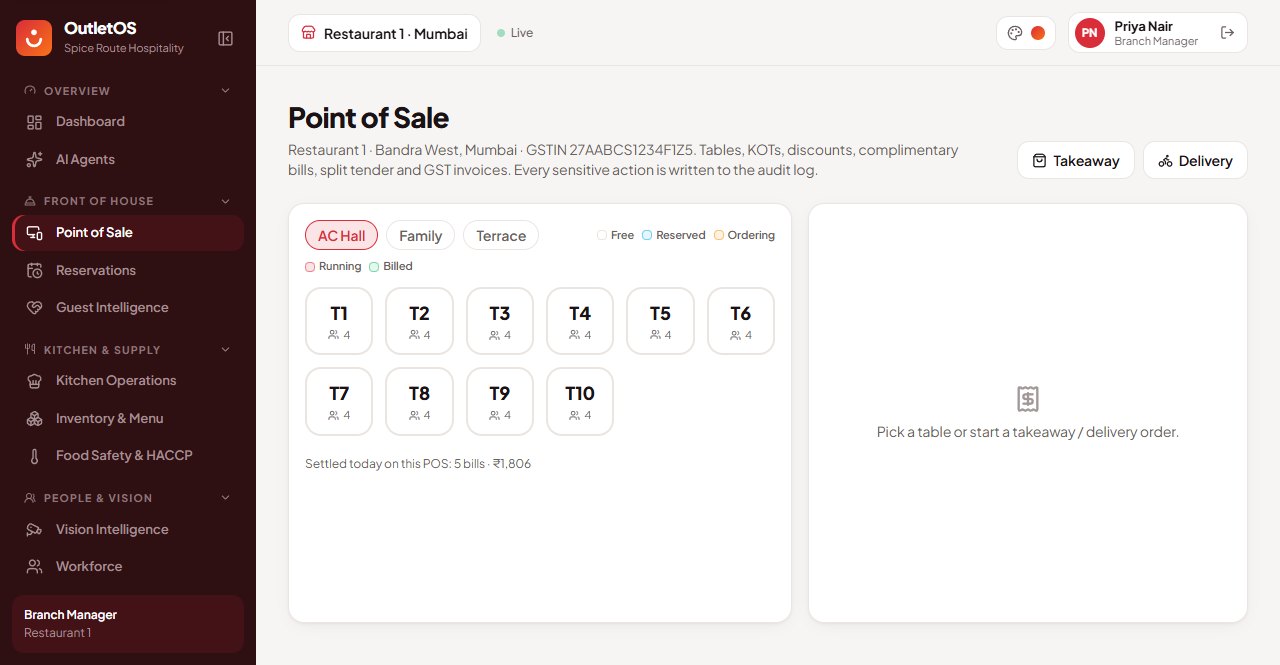 OutletOS
Spice Route Hospitality
OVERVIEW
Dashboard
AI Agents
FRONT OF HOUSE
Point of Sale
Reservations
Guest Intelligence
KITCHEN & SUPPLY
Kitchen Operations
Inventory & Menu
Food Safety & HACCP
PEOPLE & VISION
Vision Intelligence
Workforce
Branch Manager
Restaurant 1
Restaurant 1 · Mumbai
Live
PN
Priya Nair
Branch Manager
Point of Sale
Restaurant 1 · Bandra West, Mumbai · GSTIN 27AABCS1234F1Z5. Tables, KOTs, discounts, complimentary
bills, split tender and GST invoices. Every sensitive action is written to the audit log.
Takeaway
Delivery
AC Hall
Family
Terrace
Free
Reserved
Ordering
Running
Billed
T1
4
T2
4
T3
4
T4
4
T5
4
T6
4
T7
4
T8
4
T9
4
T10
4
Settled today on this POS: 5 bills · ₹1,806
Pick a table or start a takeaway / delivery order.